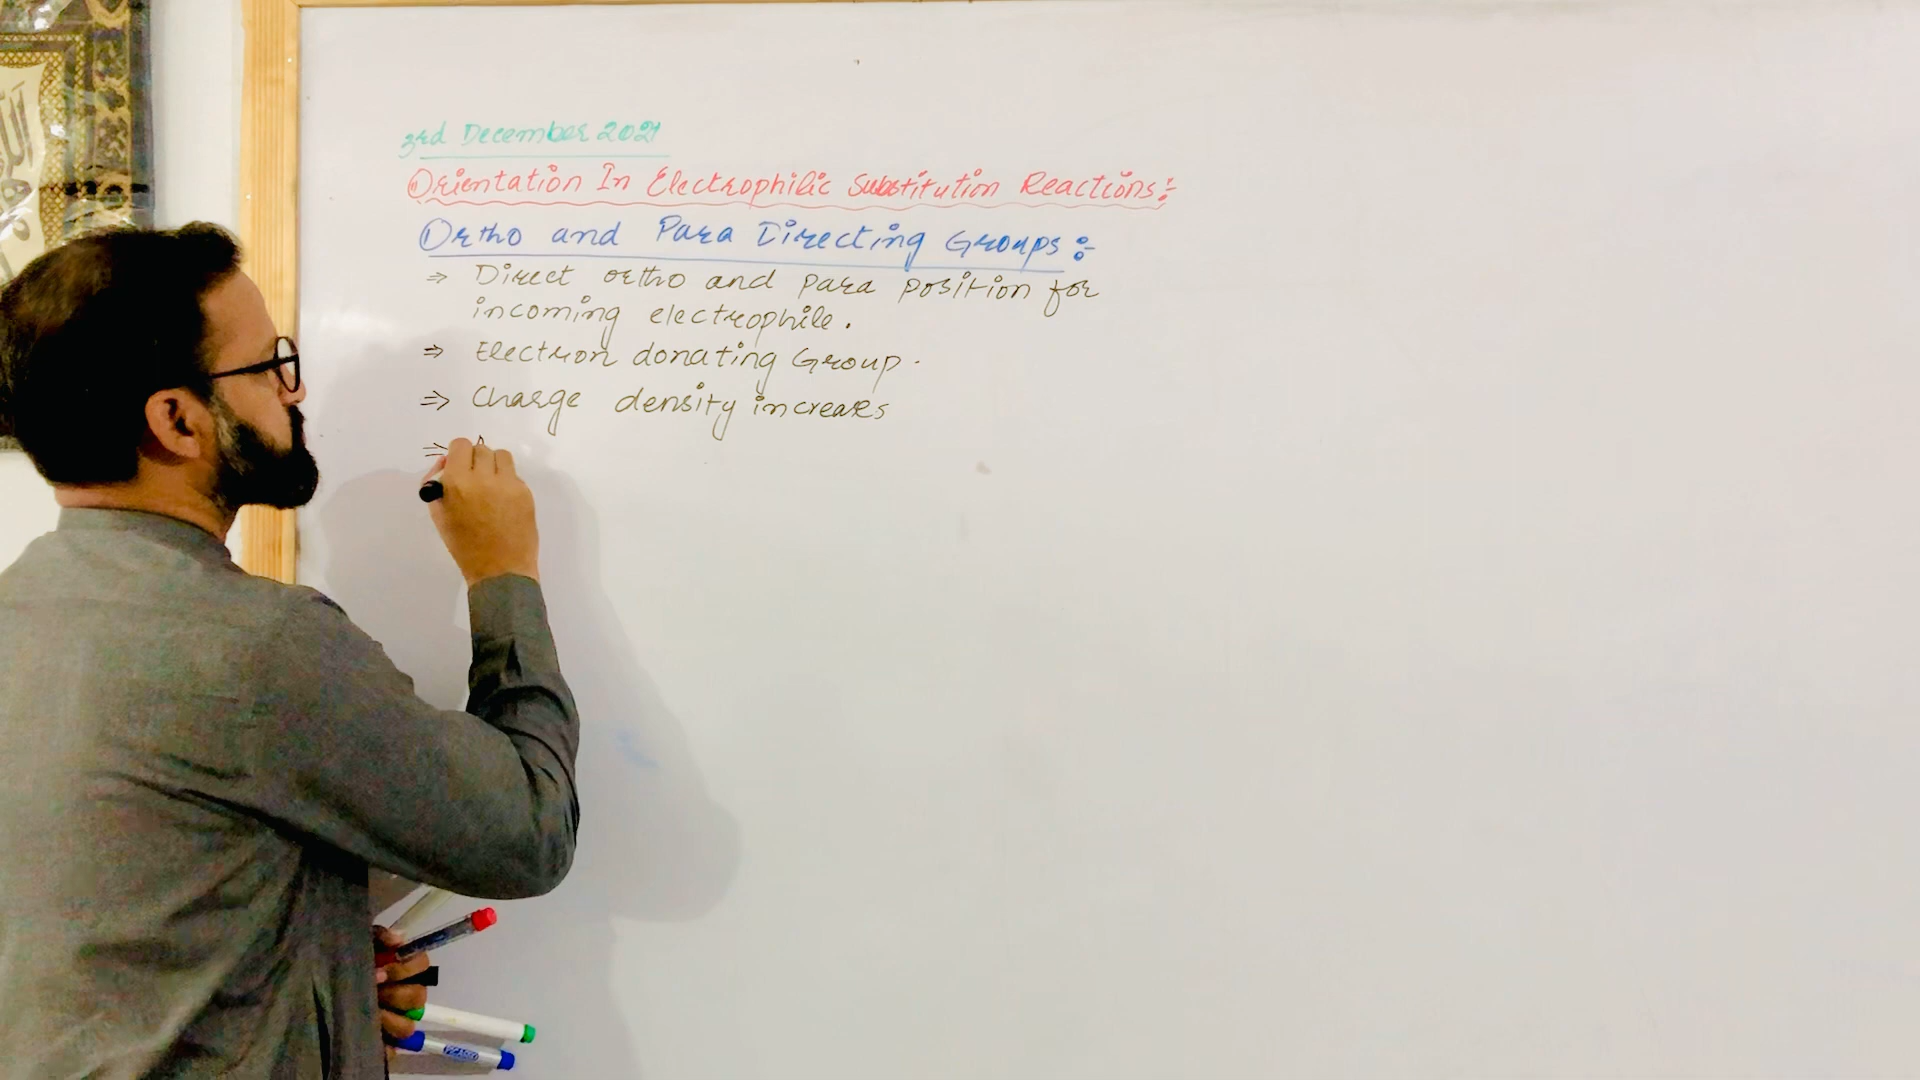 3rd December 2021
Orientation In Electrophilic Substitution Reactions:-
Ortho and Para Directing Groups:-
⇒ Direct ortho and para position for
incoming electrophile.
⇒ Electron donating Group.
⇒ Charge density increases
⇒
PICASSO